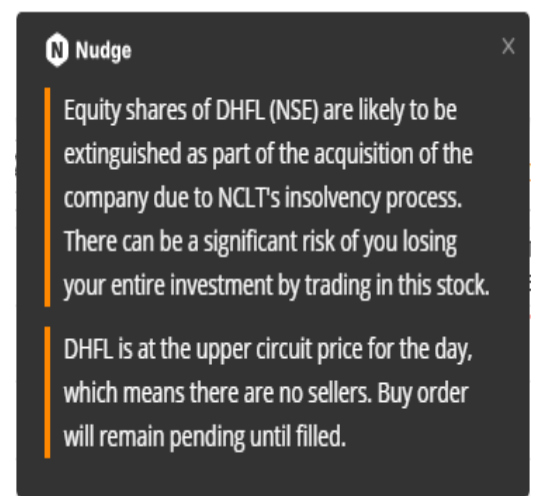 N Nudge X
Equity shares of DHFL (NSE) are likely to be
extinguished as part of the acquisition of the
company due to NCLT's insolvency process.
There can be a significant risk of you losing
your entire investment by trading in this stock.
DHFL is at the upper circuit price for the day,
which means there are no sellers. Buy order
will remain pending until filled.